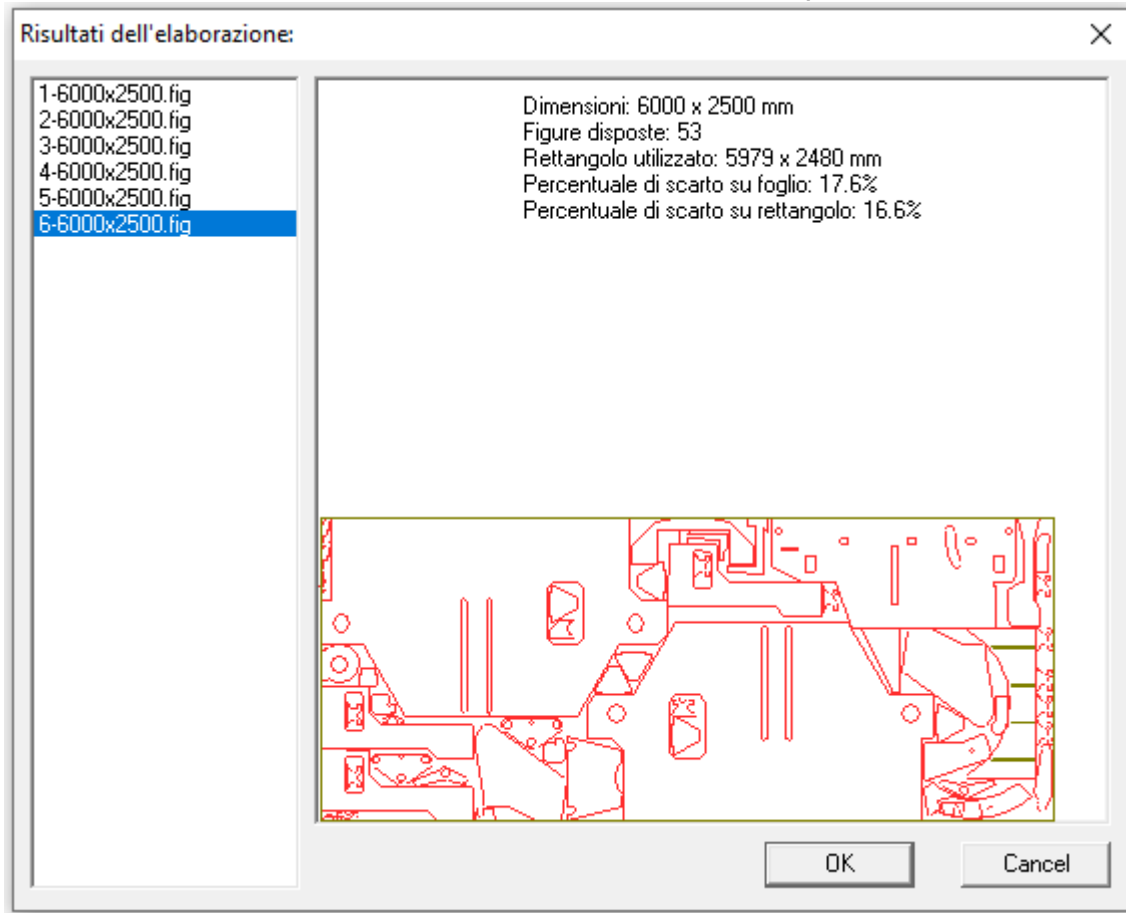 Risultati dell'elaborazione:
1-6000x2500.fig
2-6000x2500.fig
3-6000x2500.fig
4-6000x2500.fig
5-6000x2500.fig
6-6000x2500.fig
Dimensioni: 6000 x 2500 mm
Figure disposte: 53
Rettangolo utilizzato: 5979 x 2480 mm
Percentuale di scarto su foglio: 17.6%
Percentuale di scarto su rettangolo: 16.6%
OK
Cancel